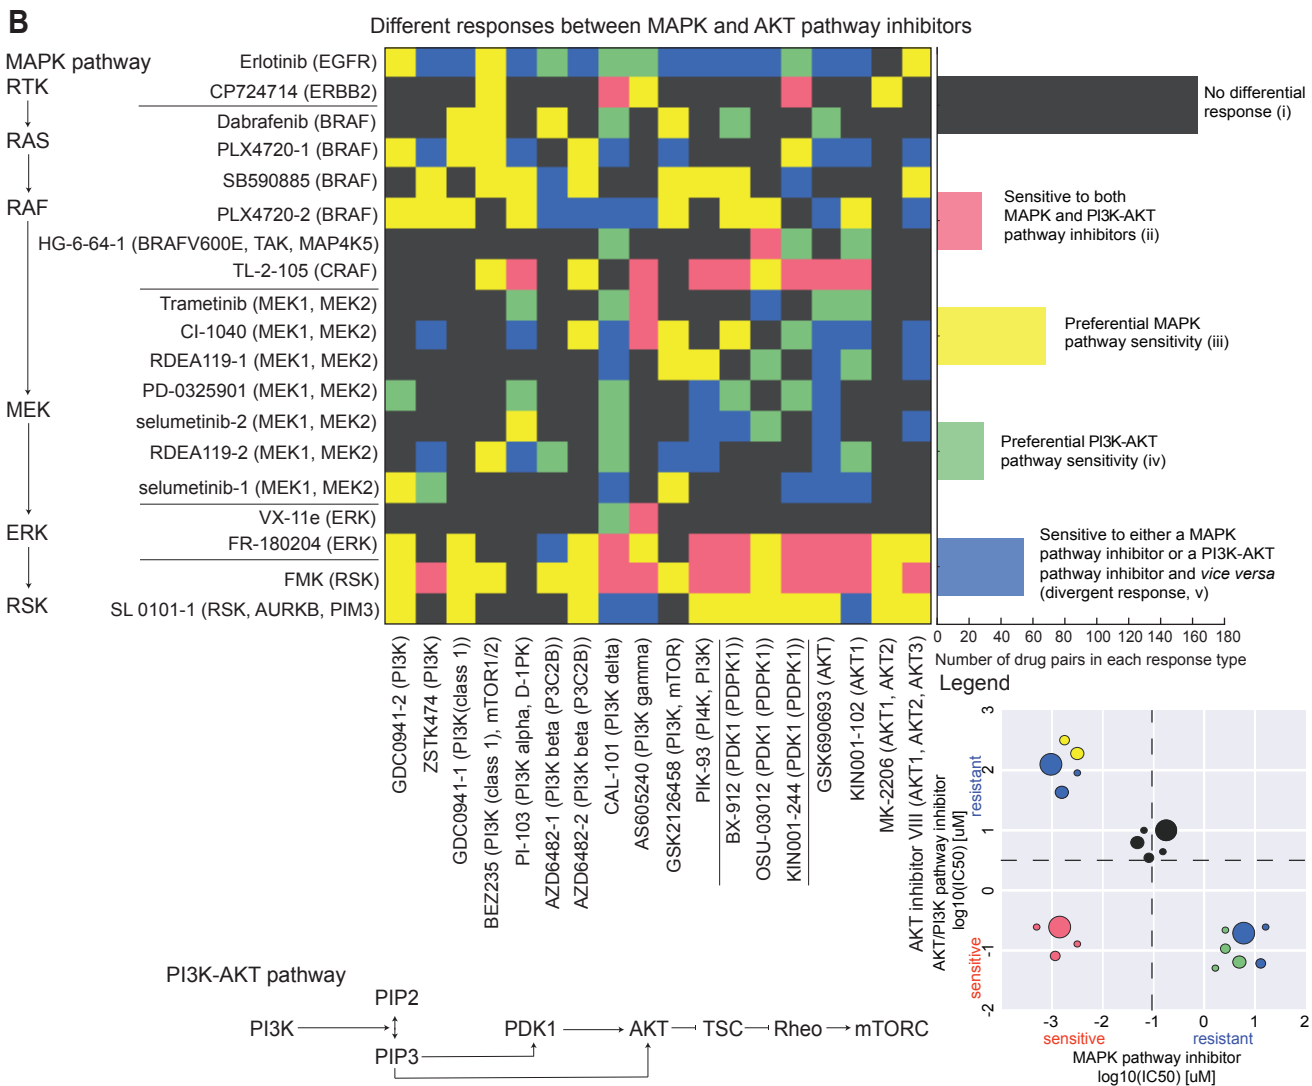 B
Different responses between MAPK and AKT pathway inhibitors
MAPK pathway
RTK
RAS
RAF
MEK
ERK
RSK
Erlotinib (EGFR)
CP724714 (ERBB2)
Dabrafenib (BRAF)
PLX4720-1 (BRAF)
SB590885 (BRAF)
PLX4720-2 (BRAF)
HG-6-64-1 (BRAFV600E, TAK, MAP4K5)
TL-2-105 (CRAF)
Trametinib (MEK1, MEK2)
CI-1040 (MEK1, MEK2)
RDEA119-1 (MEK1, MEK2)
PD-0325901 (MEK1, MEK2)
selumetinib-2 (MEK1, MEK2)
RDEA119-2 (MEK1, MEK2)
selumetinib-1 (MEK1, MEK2)
VX-11e (ERK)
FR-180204 (ERK)
FMK (RSK)
SL 0101-1 (RSK, AURKB, PIM3)
GDC0941-2 (PI3K)
ZSTK474 (PI3K)
GDC0941-1 (PI3K(class 1))
BEZ235 (PI3K (class 1), mTOR1/2)
PI-103 (PI3K alpha, D-1PK)
AZD6482-1 (PI3K beta (P3C2B))
AZD6482-2 (PI3K beta (P3C2B))
CAL-101 (PI3K delta)
AS605240 (PI3K gamma)
GSK2126458 (PI3K, mTOR)
PIK-93 (PI4K, PI3K)
BX-912 (PDK1 (PDPK1))
OSU-03012 (PDK1 (PDPK1))
KIN001-244 (PDK1 (PDPK1))
GSK690693 (AKT)
KIN001-102 (AKT1)
MK-2206 (AKT1, AKT2)
AKT inhibitor VIII (AKT1, AKT2, AKT3)
No differential
response (i)
Sensitive to both
MAPK and PI3K-AKT
pathway inhibitors (ii)
Preferential MAPK
pathway sensitivity (iii)
Preferential PI3K-AKT
pathway sensitivity (iv)
Sensitive to either a MAPK
pathway inhibitor or a PI3K-AKT
pathway inhibitor and vice versa
(divergent response, v)
0 20 40 60 80 100 120 140 160 180
Number of drug pairs in each response type
Legend
AKT/PI3K pathway inhibitor
log10(IC50) [uM]
resistant
sensitive
3
2
1
0
-1
-2
-3 -2 -1 0 1 2
sensitive resistant
MAPK pathway inhibitor
log10(IC50) [uM]
PI3K-AKT pathway
PIP2
PI3K
PIP3
PDK1
AKT
TSC
Rheo
mTORC